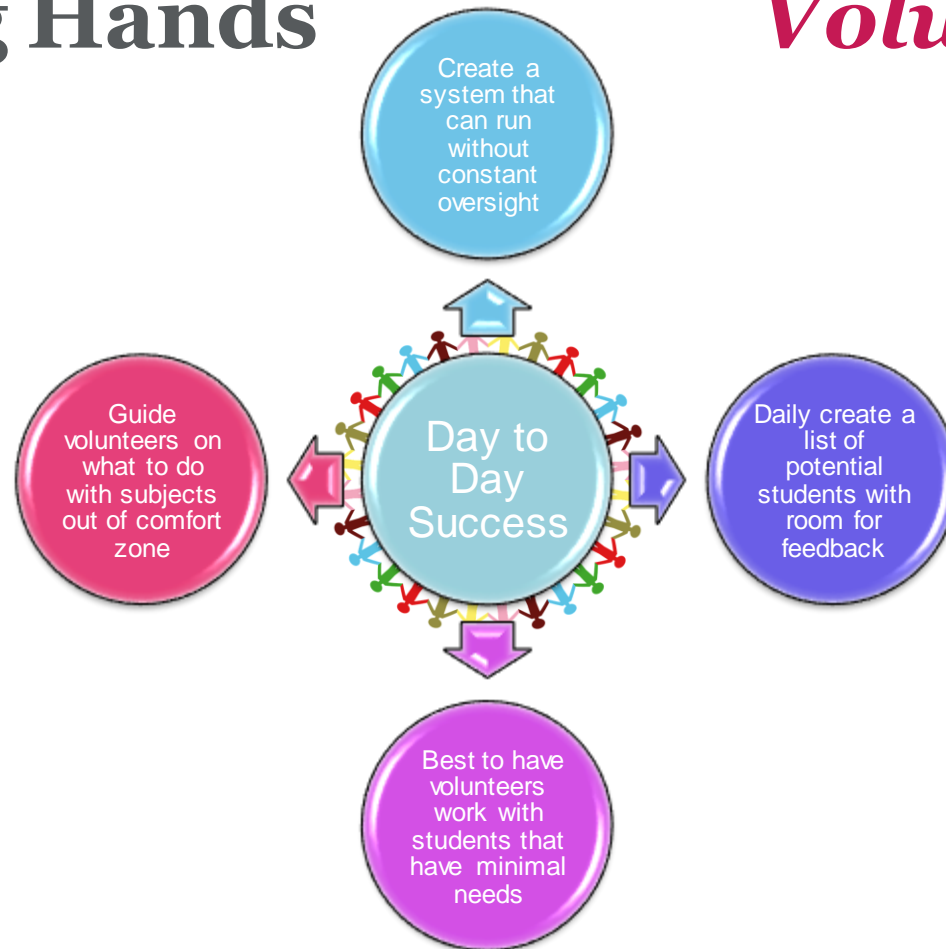 Hands
Create a
system that
can run
without
constant
oversight
Guide
volunteers on
what to do
with subjects
out of comfort
zone
Day to
Day
Success
Daily create a
list of
potential
students with
room for
feedback
Best to have
volunteers
work with
students that
have minimal
needs